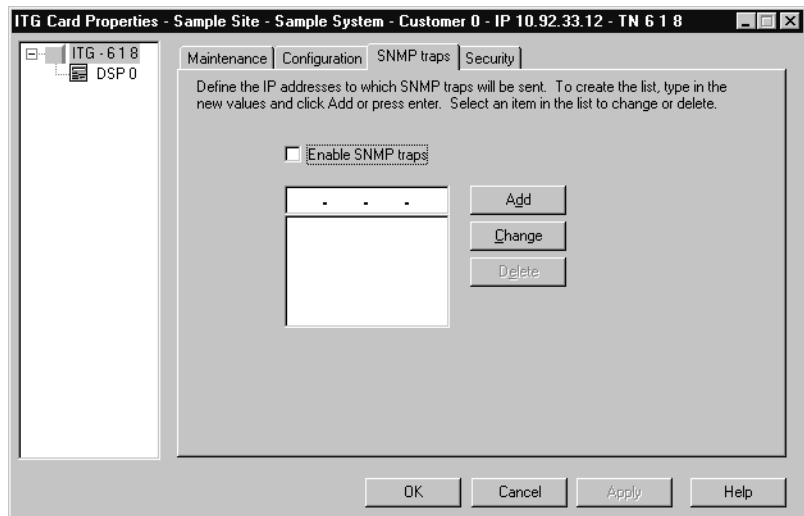 ITG Card Properties - Sample Site - Sample System - Customer 0 - IP 10.92.33.12 - TN 6 1 8
ITG - 6 1 8
DSP 0
Maintenance
Configuration
SNMP traps
Security
Define the IP addresses to which SNMP traps will be sent. To create the list, type in the
new values and click Add or press enter. Select an item in the list to change or delete.
Enable SNMP traps
. . .
Add
Change
Delete
OK
Cancel
Apply
Help